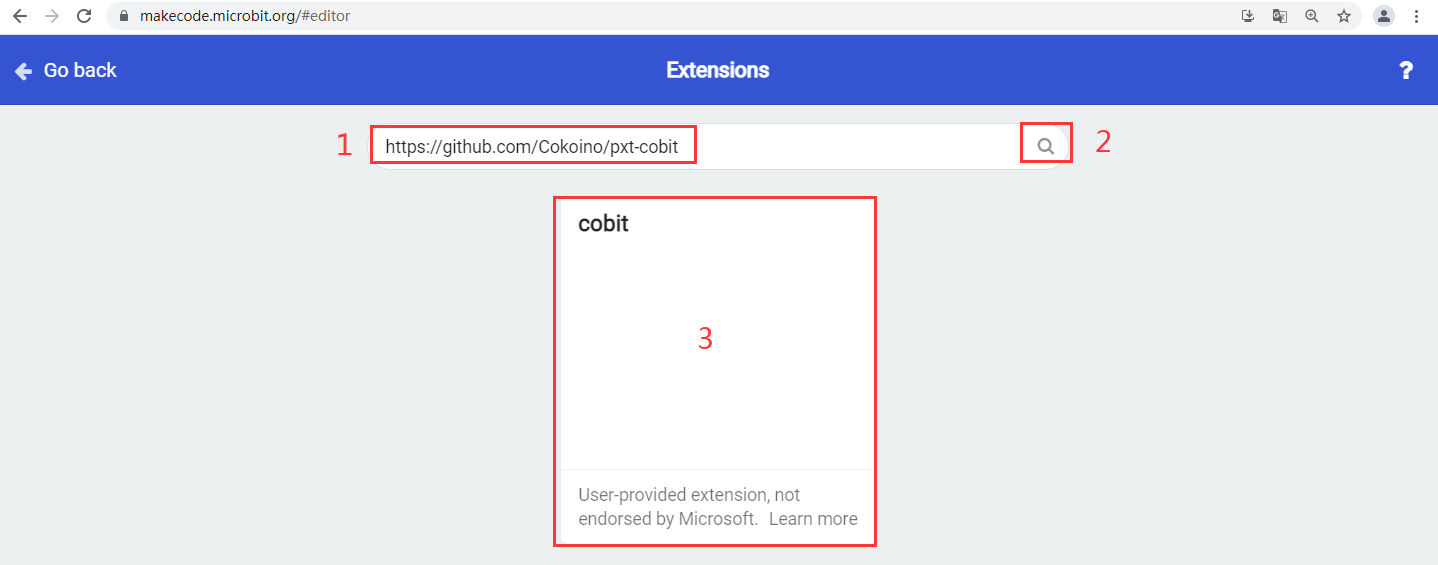 makecode.microbit.org/#editor
Go back
Extensions
?
1
https://github.com/Cokoino/pxt-cobit
2
cobit
3
User-provided extension, not
endorsed by Microsoft. Learn more